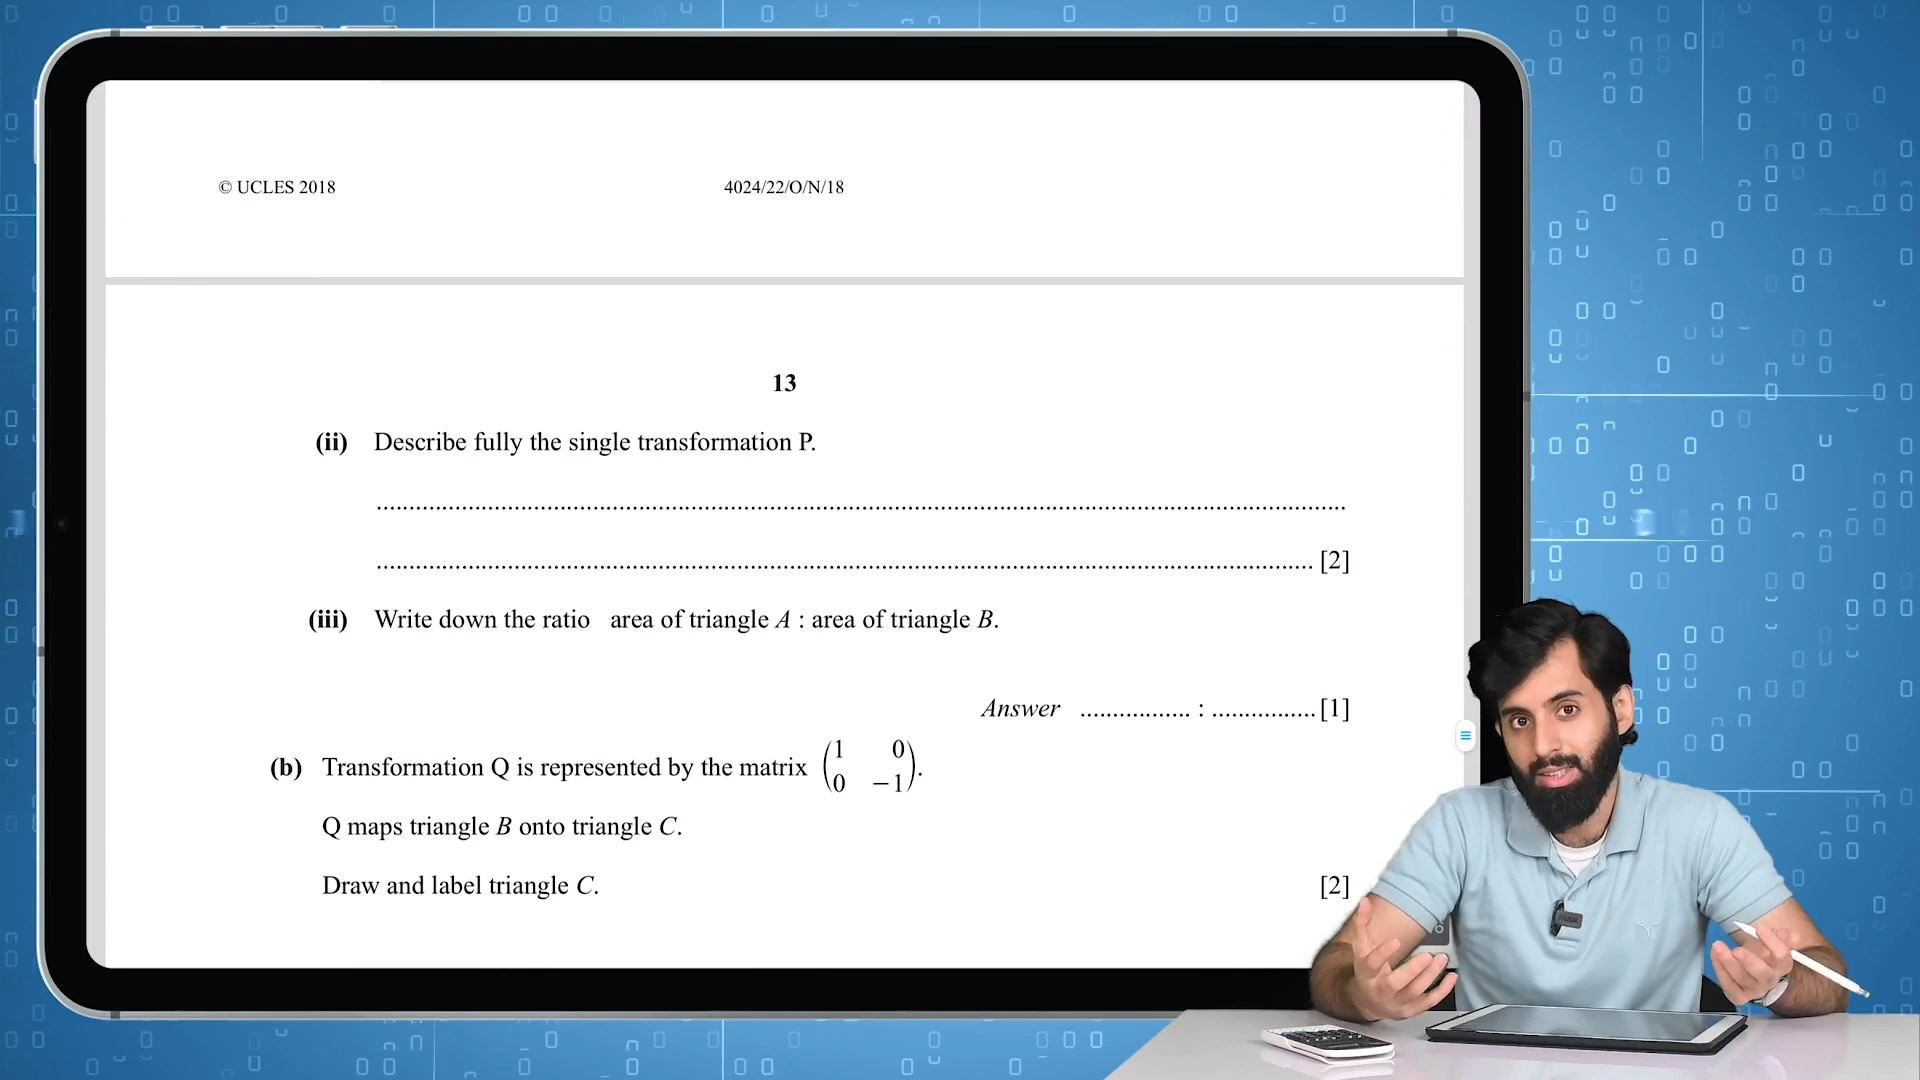 © UCLES 2018 4024/22/O/N/18
13
(ii) Describe fully the single transformation P.
.......................................................................................................................................................
.................................................................................................................................................. [2]
(iii) Write down the ratio area of triangle A : area of triangle B.
Answer ................. : ................ [1]
(b) Transformation Q is represented by the matrix (1 0
0 −1).
Q maps triangle B onto triangle C.
Draw and label triangle C. [2]